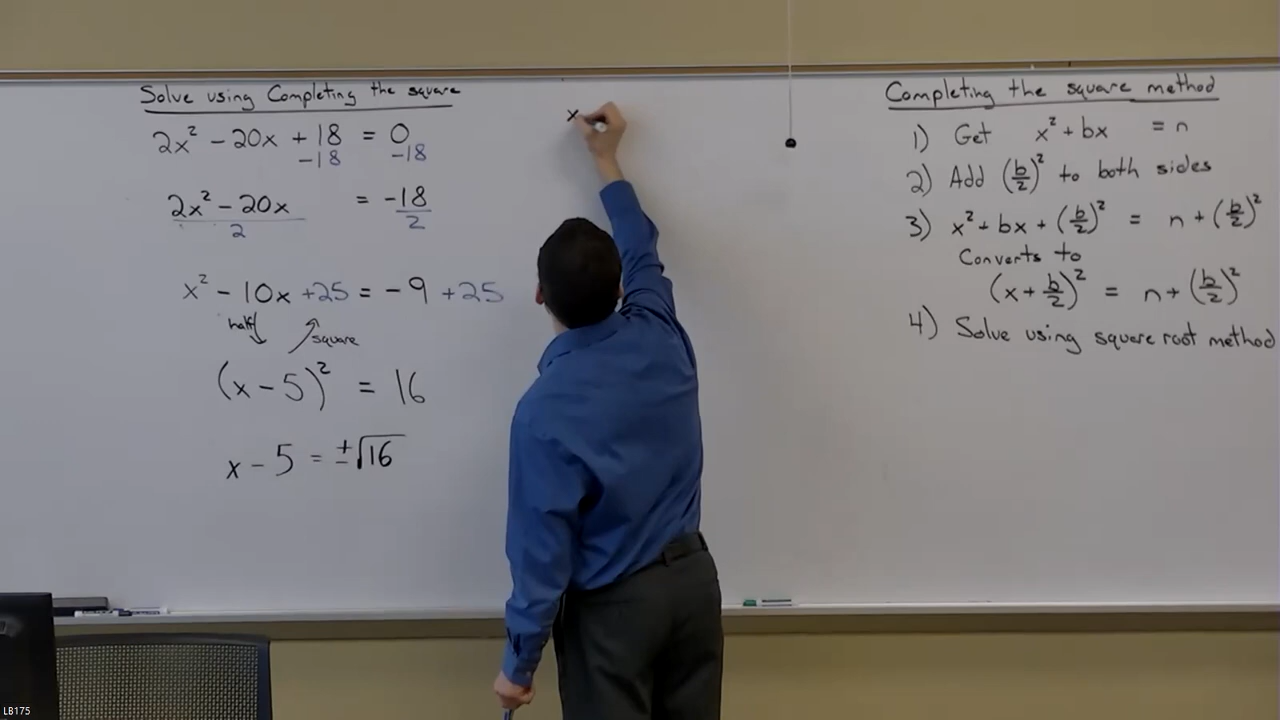 Solve using Completing the square
2x² - 20x + 18 = 0
-18 -18
2x² - 20x = -18
2 2
x² - 10x + 25 = -9 + 25
half square
(x - 5)² = 16
x - 5 = ±√16
x
Completing the square method
1) Get x² + bx = n
2) Add (b/2)² to both sides
3) x² + bx + (b/2)² = n + (b/2)²
Converts to
(x + b/2)² = n + (b/2)²
4) Solve using square root method
LB175